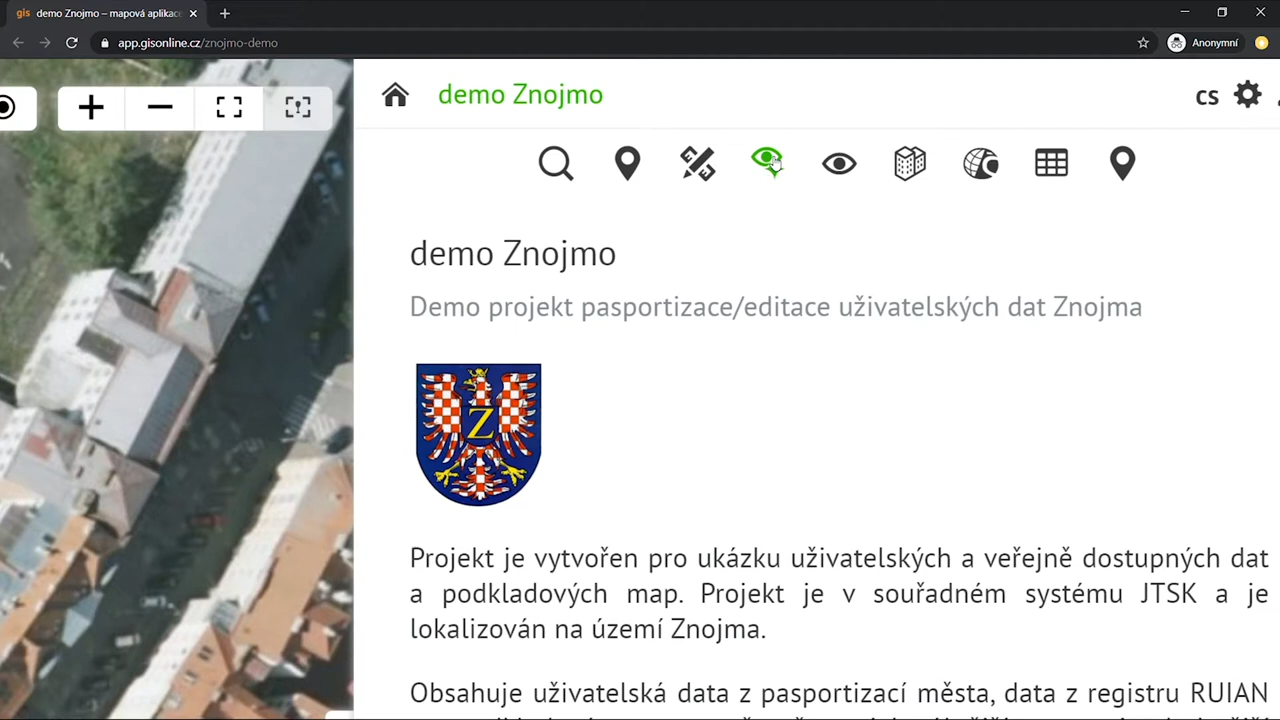 gis demo Znojmo – mapová aplikace
app.gisonline.cz/znojmo-demo
Anonymní
demo Znojmo
cs
demo Znojmo
Demo projekt pasportizace/editace uživatelských dat Znojma
Z
Projekt je vytvořen pro ukázku uživatelských a veřejně dostupných dat
a podkladových map. Projekt je v souřadném systému JTSK a je
lokalizován na území Znojma.
Obsahuje uživatelská data z pasportizací města, data z registru RUIAN